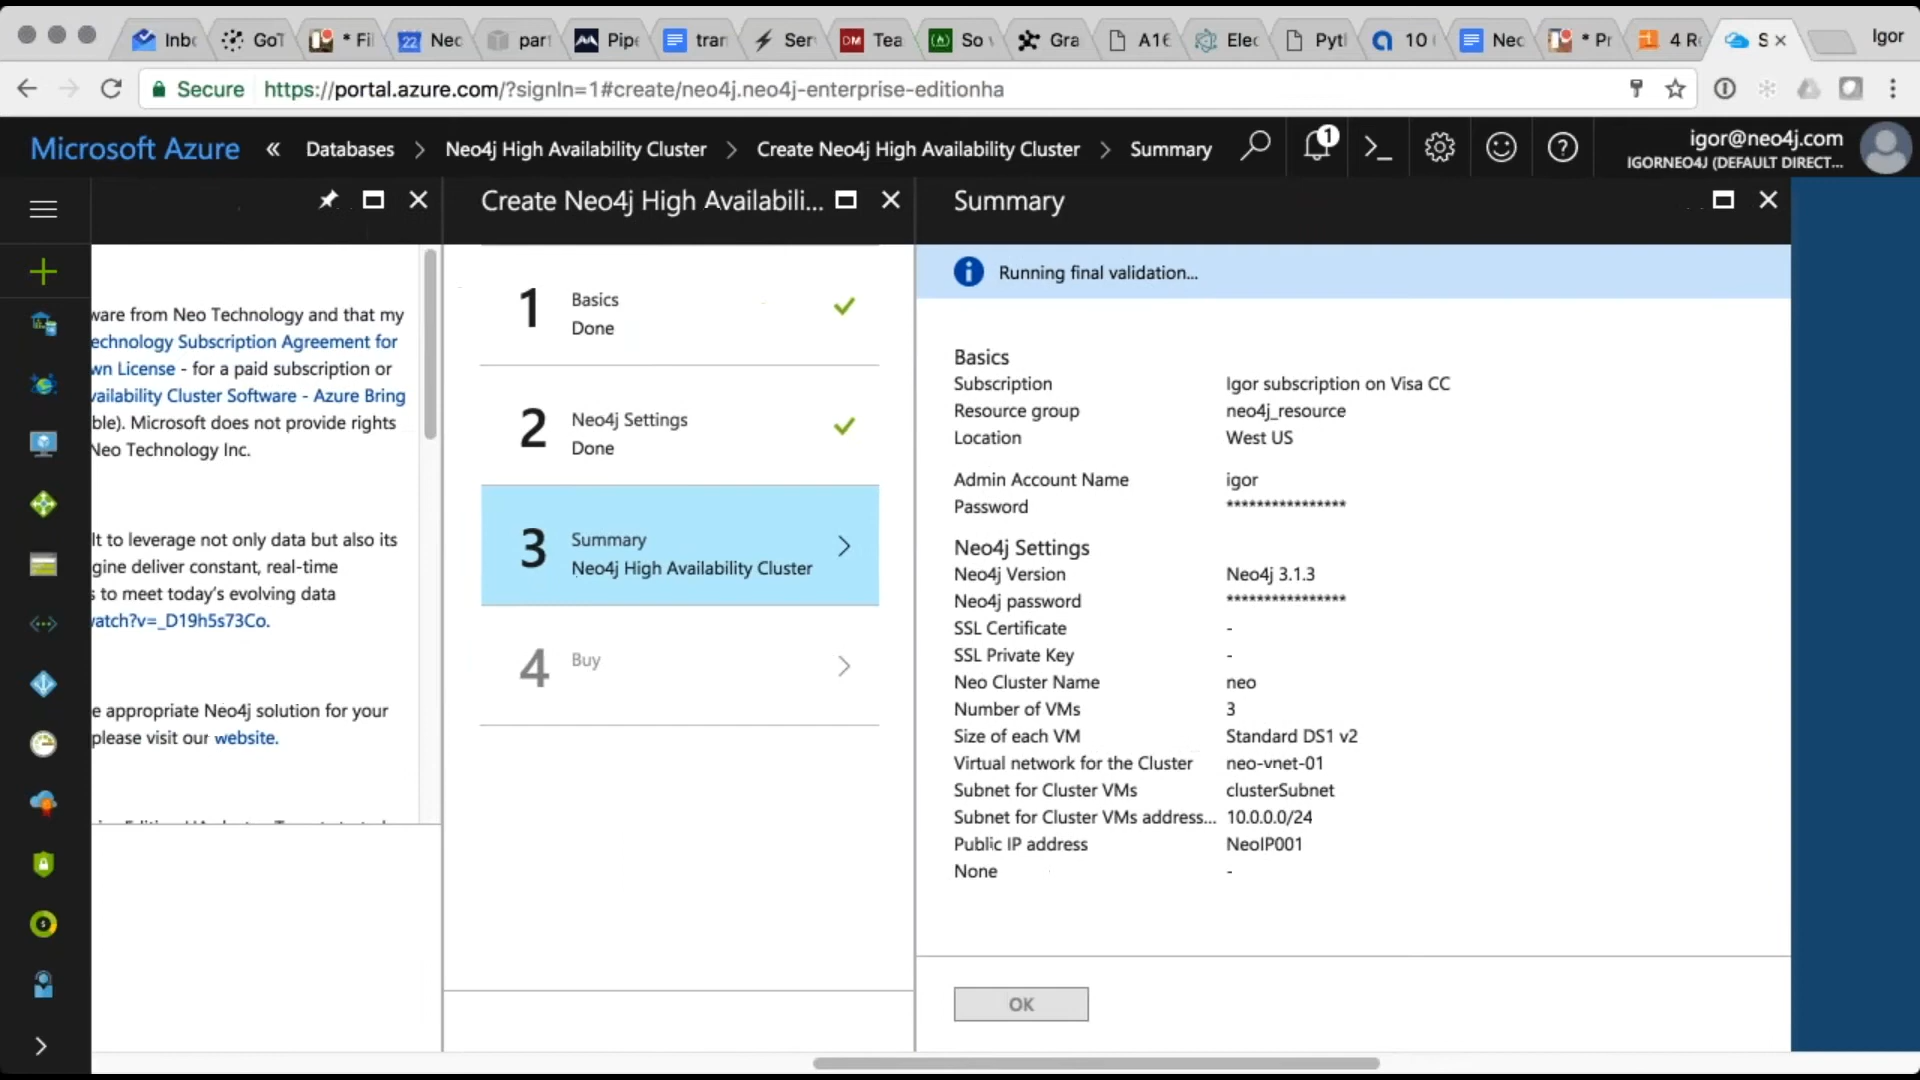 Inbo
GoT
* Fil
22
Nec
part
Pipe
tran
Ser
DM
Tea
So v
Gra
A16
Elec
Pytl
10
Nec
* Pr
4 Re
S
Igor
Secure
https://portal.azure.com/?signIn=1#create/neo4j.neo4j-enterprise-editionha
Microsoft Azure « Databases > Neo4j High Availability Cluster > Create Neo4j High Availability Cluster > Summary
1
igor@neo4j.com
IGORNEO4J (DEFAULT DIRECT...
ware from Neo Technology and that my
echnology Subscription Agreement for
wn License - for a paid subscription or
vailability Cluster Software - Azure Bring
ble). Microsoft does not provide rights
Neo Technology Inc.
lt to leverage not only data but also its
gine deliver constant, real-time
s to meet today's evolving data
watch?v=_D19h5s73Co.
e appropriate Neo4j solution for your
please visit our website.
Create Neo4j High Availabili...
1
Basics
Done
2
Neo4j Settings
Done
3
Summary
Neo4j High Availability Cluster
4
Buy
Summary
Running final validation...
Basics
Subscription Igor subscription on Visa CC
Resource group neo4j_resource
Location West US
Admin Account Name igor
Password ****************
Neo4j Settings
Neo4j Version Neo4j 3.1.3
Neo4j password ****************
SSL Certificate -
SSL Private Key -
Neo Cluster Name neo
Number of VMs 3
Size of each VM Standard DS1 v2
Virtual network for the Cluster neo-vnet-01
Subnet for Cluster VMs clusterSubnet
Subnet for Cluster VMs address... 10.0.0.0/24
Public IP address NeoIP001
None -
OK